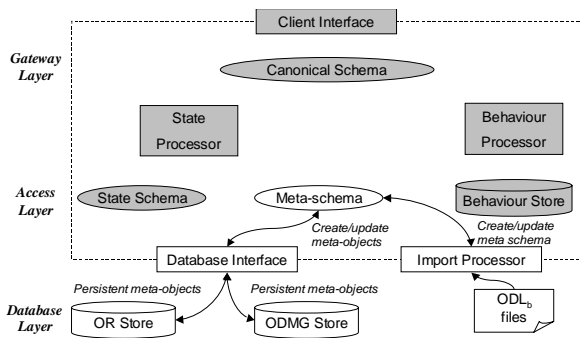 Client Interface
Gateway
Layer
Canonical Schema
State
Processor
Behaviour
Processor
Access
Layer
State Schema
Meta-schema
Behaviour Store
Create/update
meta-objects
Create/update
meta schema
Database Interface
Import Processor
Persistent meta-objects
Persistent meta-objects
Database
Layer
OR Store
ODMG Store
ODLb
files